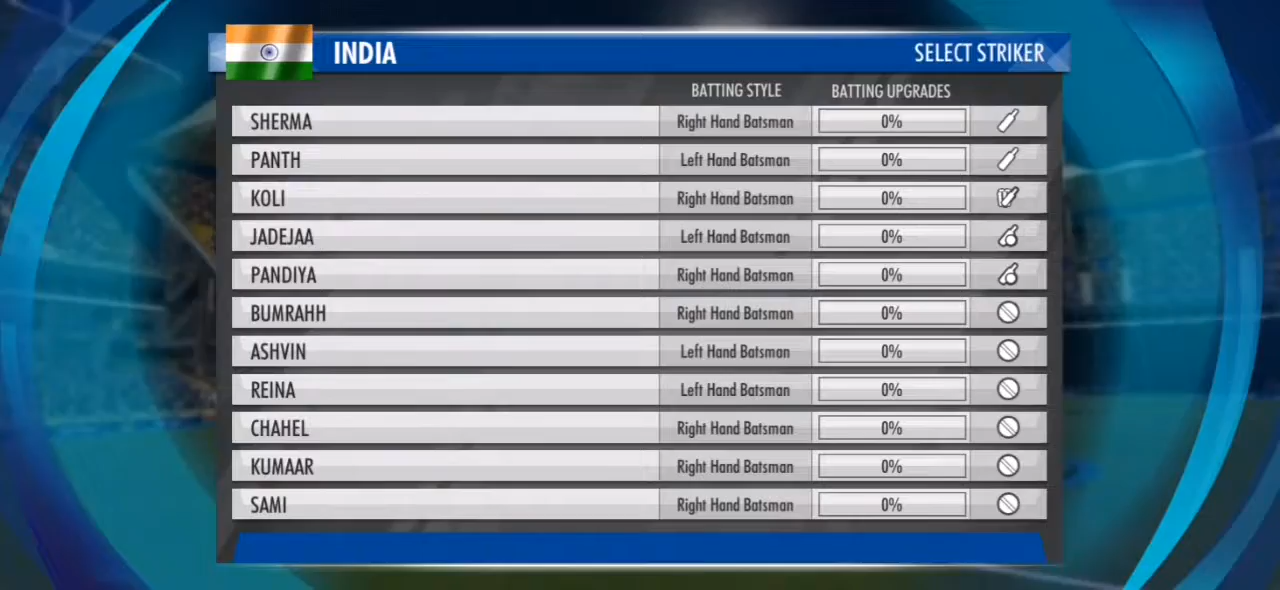 INDIA SELECT STRIKER
BATTING STYLE BATTING UPGRADES
SHERMA Right Hand Batsman 0%
PANTH Left Hand Batsman 0%
KOLI Right Hand Batsman 0%
JADEJAA Left Hand Batsman 0%
PANDIYA Right Hand Batsman 0%
BUMRAHH Right Hand Batsman 0%
ASHVIN Left Hand Batsman 0%
REINA Left Hand Batsman 0%
CHAHEL Right Hand Batsman 0%
KUMAAR Right Hand Batsman 0%
SAMI Right Hand Batsman 0%